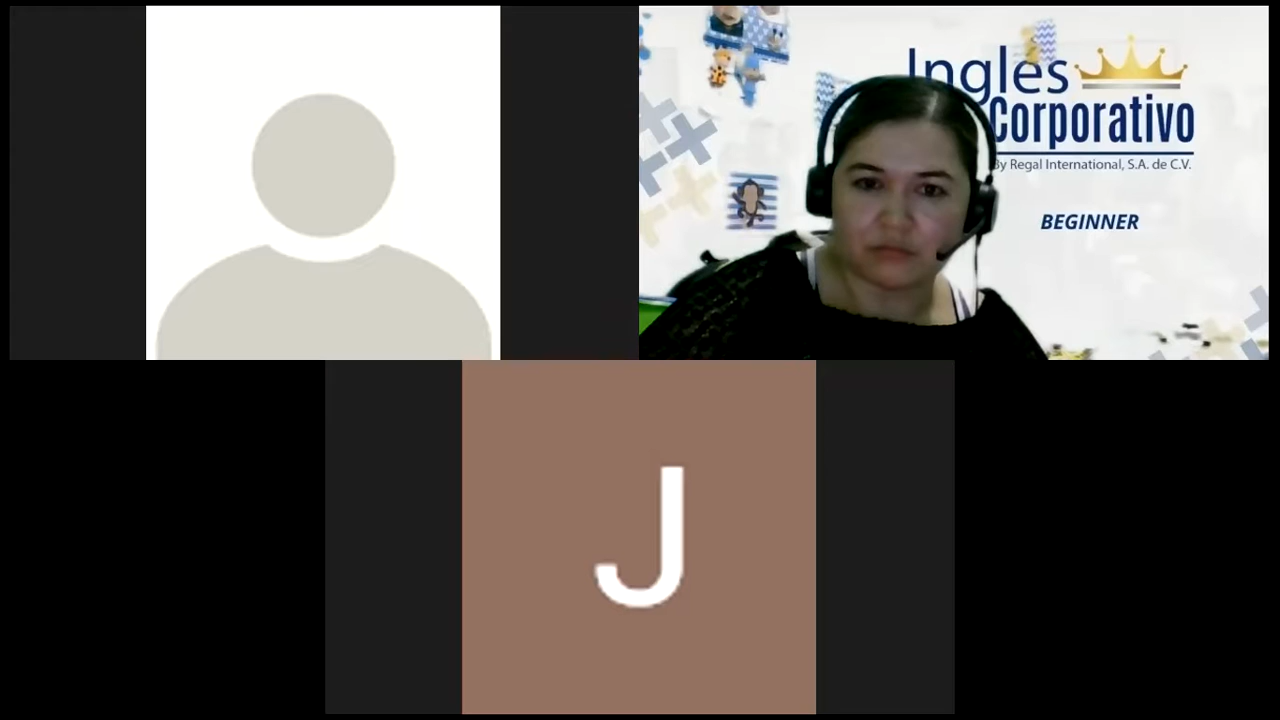 Ingles
Corporativo
By Regal International, S.A. de C.V.
BEGINNER
J